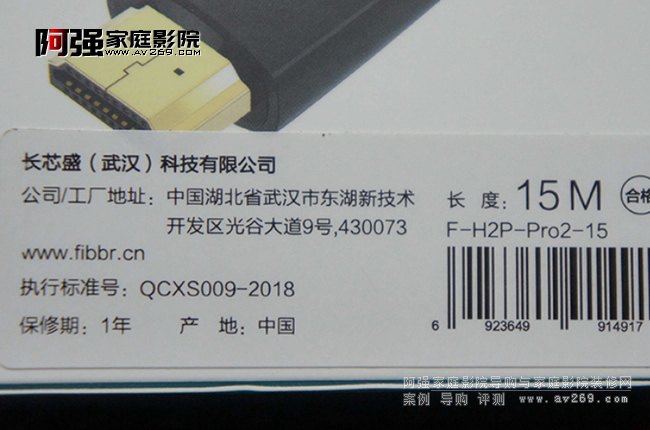 阿强家庭影院
www.av269.com
长芯盛（武汉）科技有限公司
公司/工厂地址：中国湖北省武汉市东湖新技术
开发区光谷大道9号,430073
www.fibbr.cn
执行标准号：QCXS009-2018
保修期：1年 产 地：中国
长 度：15M
合格
F-H2P-Pro2-15
6 923649 914917
阿强家庭影院导购与家庭影院装修网
案例 导购 评测 www.av269.com